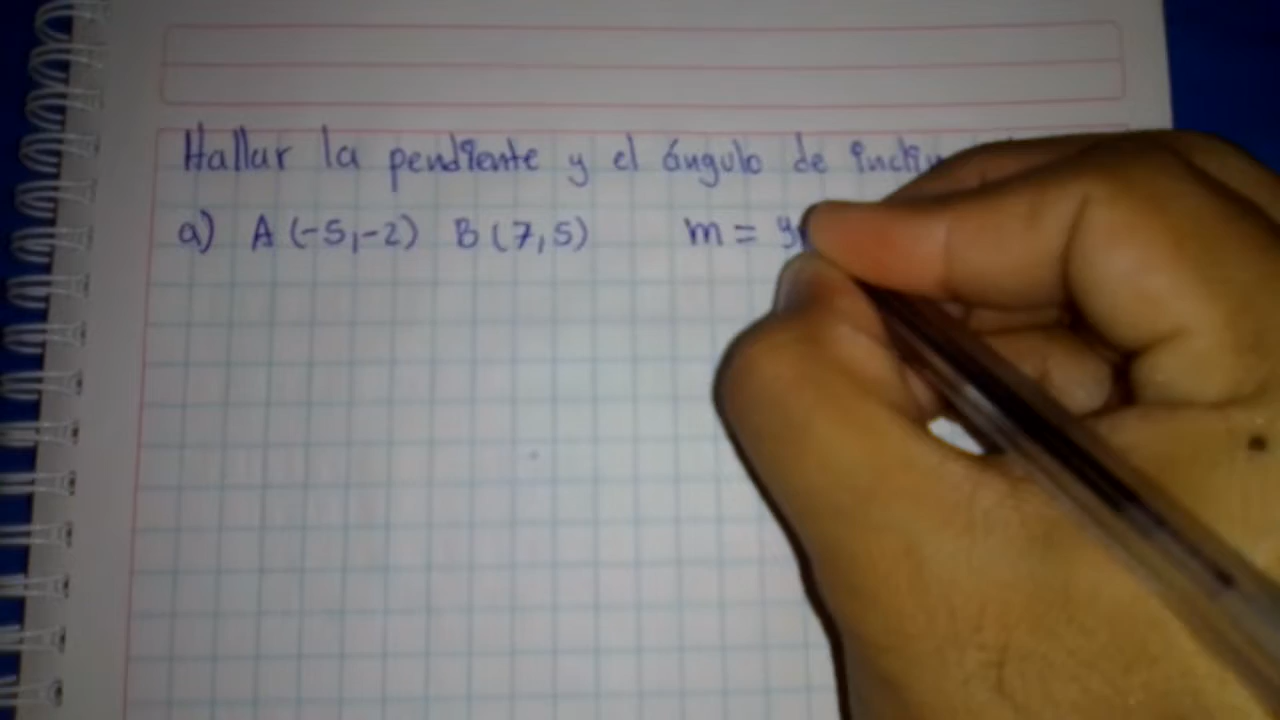 Hallar la pendiente y el ángulo de
a) A (-5,-2) B (7,5) m = y